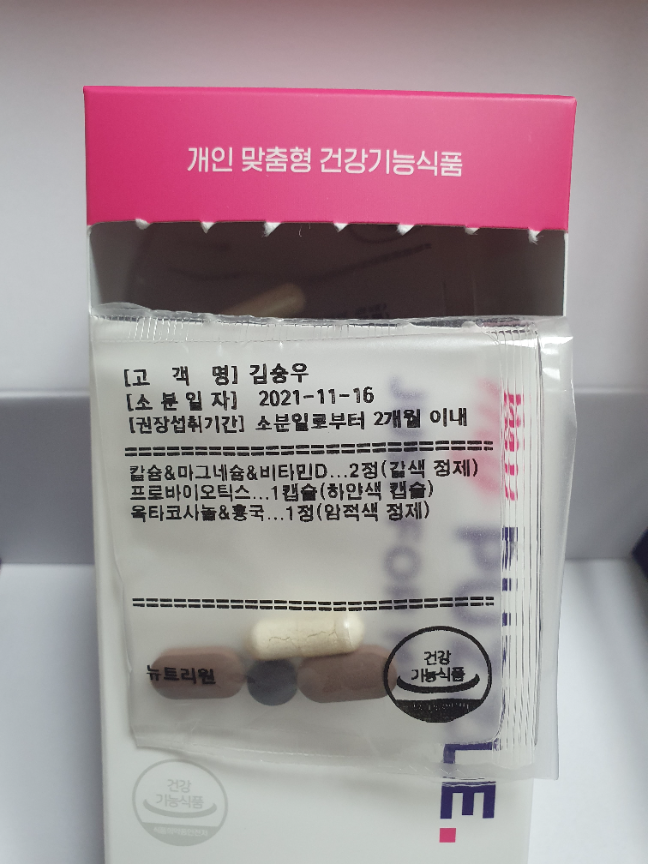 개인 맞춤형 건강기능식품
[고 객 명] 김숭우
[소 분 일 자] 2021-11-16
[권장섭취기간] 소분일로부터 2개월 이내
칼슘&마그네슘&비타민D...2정(갈색 정제)
프로바이오틱스...1캡슐(하얀색 캡슐)
옥타코사놀&홍국...1정(암적색 정제)
뉴트리원
건강
기능식품
건강
기능식품
LE.